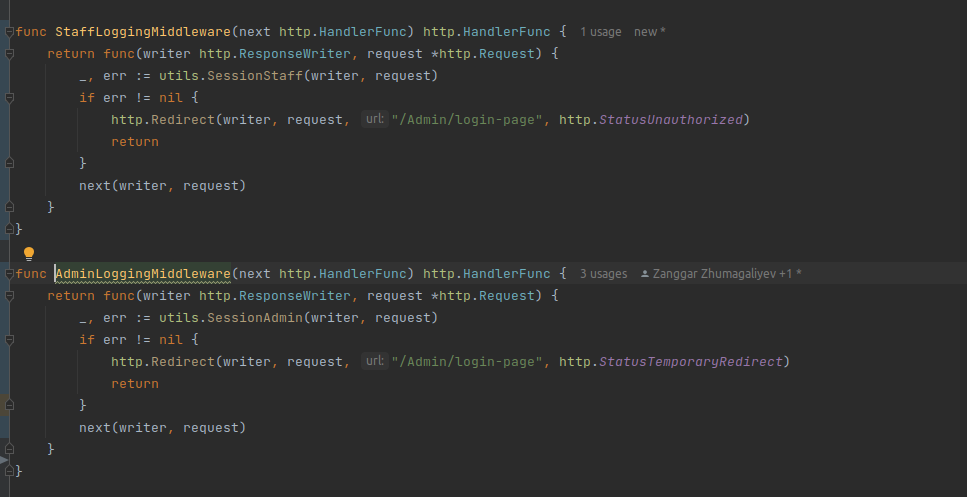 func StaffLoggingMiddleware(next http.HandlerFunc) http.HandlerFunc { 1 usage new *
return func(writer http.ResponseWriter, request *http.Request) {
_, err := utils.SessionStaff(writer, request)
if err != nil {
http.Redirect(writer, request, url: "/Admin/login-page", http.StatusUnauthorized)
return
}
next(writer, request)
}
}
func AdminLoggingMiddleware(next http.HandlerFunc) http.HandlerFunc { 3 usages Zanggar Zhumagaliyev +1 *
return func(writer http.ResponseWriter, request *http.Request) {
_, err := utils.SessionAdmin(writer, request)
if err != nil {
http.Redirect(writer, request, url: "/Admin/login-page", http.StatusTemporaryRedirect)
return
}
next(writer, request)
}
}